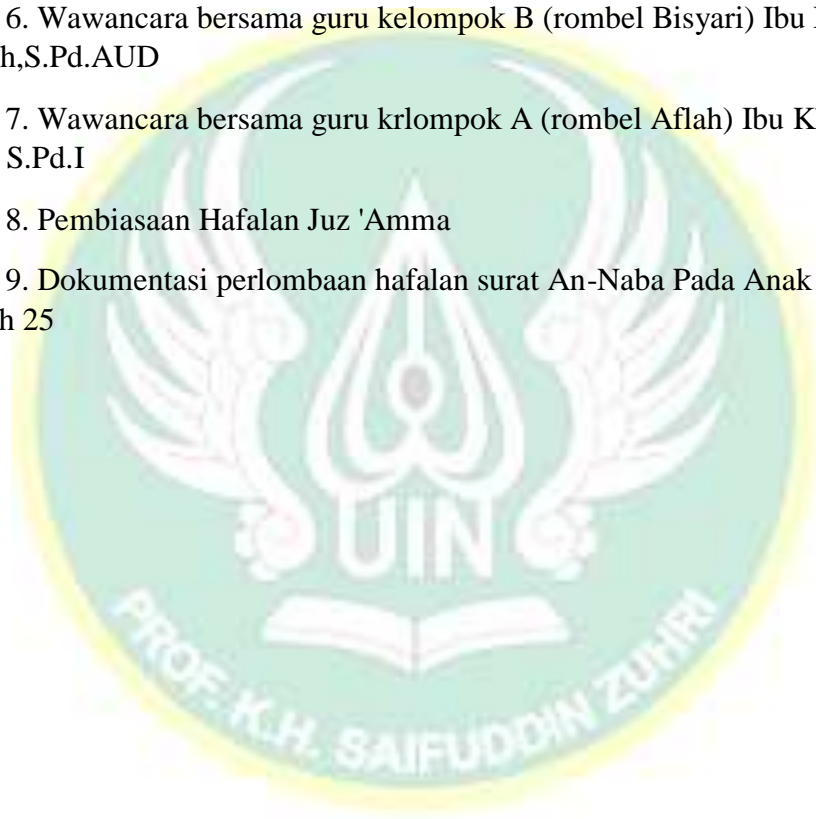 6. Wawancara bersama guru kelompok B (rombel Bisyari) Ibu
h,S.Pd.AUD
7. Wawancara bersama guru krlompok A (rombel Aflah) Ibu
S.Pd.I
8. Pembiasaan Hafalan Juz 'Amma
9. Dokumentasi perlombaan hafalan surat An-Naba Pada Anak
h 25
UIN
PROF. K.H. SAIFUDDIN ZUHRI